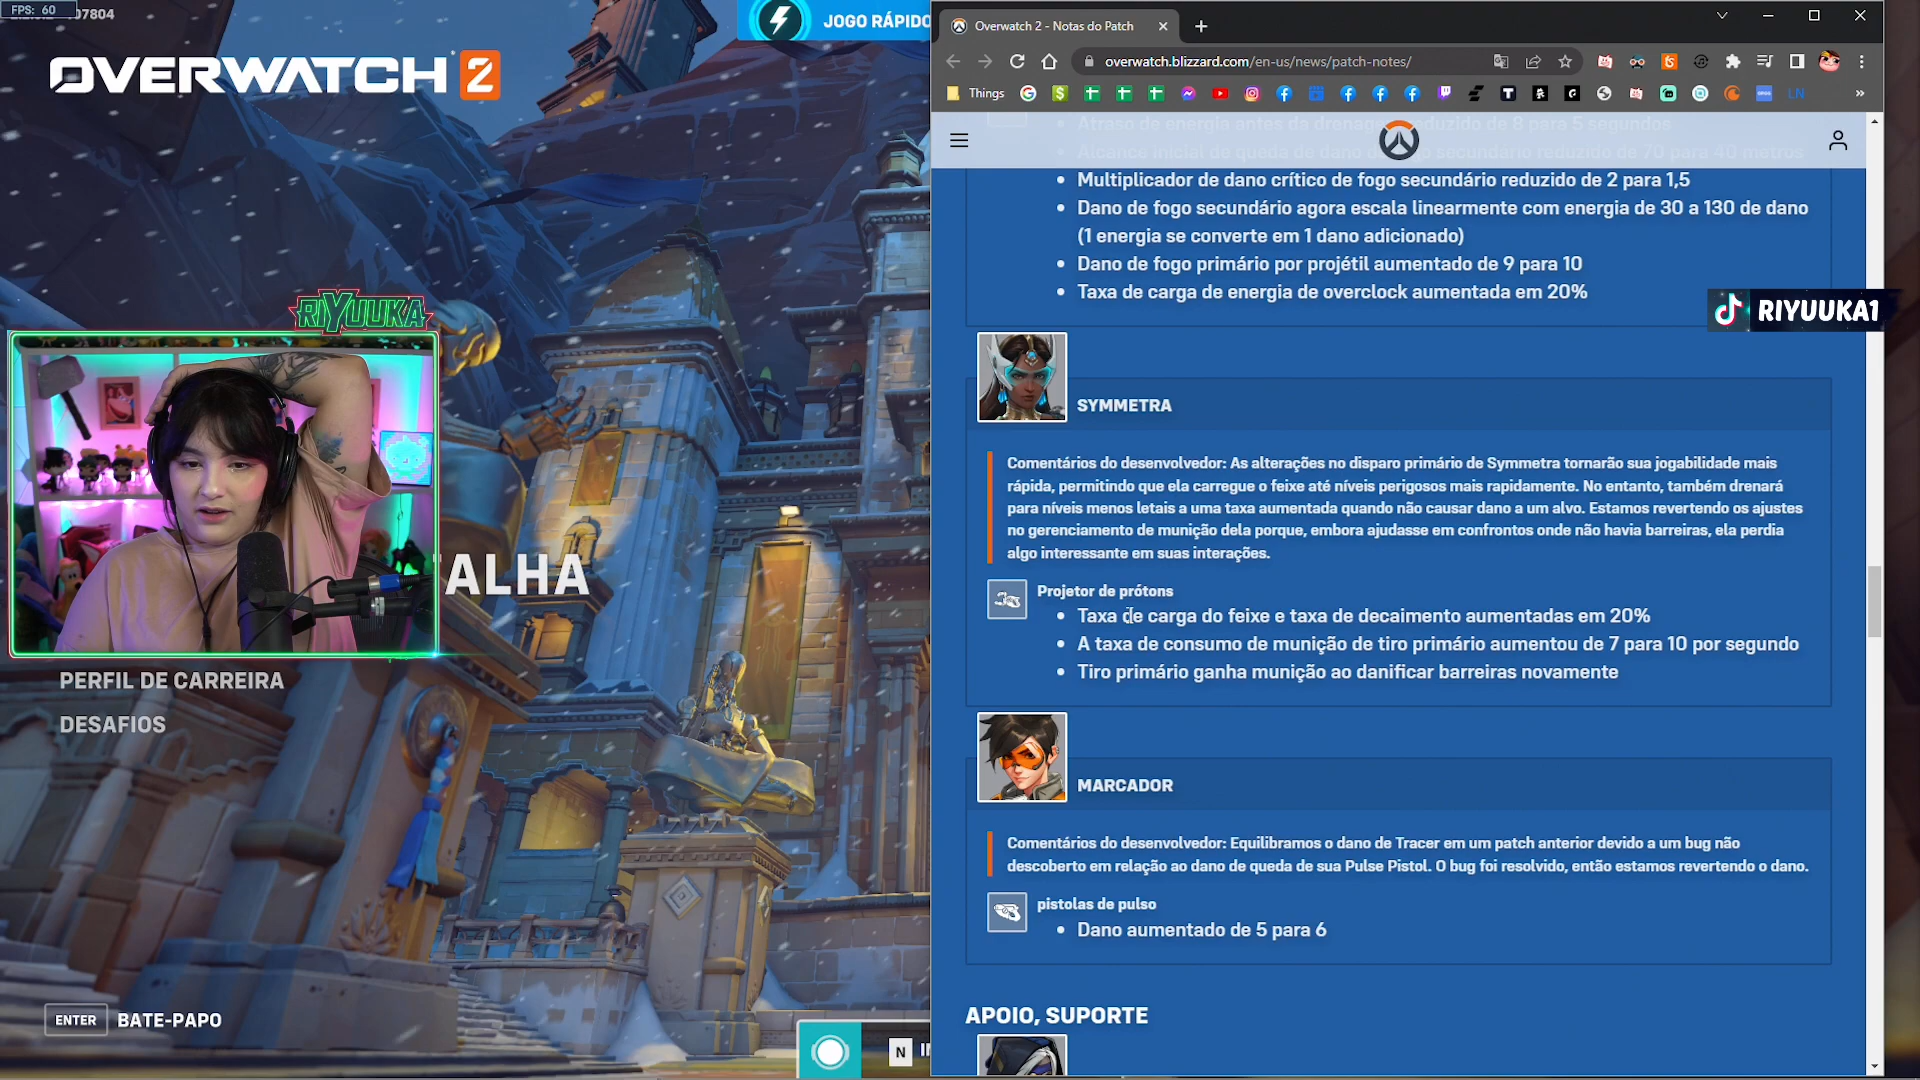 FPS: 60
07804
OVERWATCH 2
JOGO RÁPIDO
RIYUUKA
ALHA
PERFIL DE CARREIRA
DESAFIOS
ENTER BATE-PAPO
N
Overwatch 2 - Notas do Patch
overwatch.blizzard.com/en-us/news/patch-notes/
Things
LN
Multiplicador de dano crítico de fogo secundário reduzido de 2 para 1,5
Dano de fogo secundário agora escala linearmente com energia de 30 a 130 de dano
(1 energia se converte em 1 dano adicionado)
Dano de fogo primário por projétil aumentado de 9 para 10
Taxa de carga de energia de overclock aumentada em 20%
RIYUUKA1
SYMMETRA
Comentários do desenvolvedor: As alterações no disparo primário de Symmetra tornarão sua jogabilidade mais
rápida, permitindo que ela carregue o feixe até níveis perigosos mais rapidamente. No entanto, também drenará
para níveis menos letais a uma taxa aumentada quando não causar dano a um alvo. Estamos revertendo os ajustes
no gerenciamento de munição dela porque, embora ajudasse em confrontos onde não havia barreiras, ela perdia
algo interessante em suas interações.
Projetor de prótons
Taxa de carga do feixe e taxa de decaimento aumentadas em 20%
A taxa de consumo de munição de tiro primário aumentou de 7 para 10 por segundo
Tiro primário ganha munição ao danificar barreiras novamente
MARCADOR
Comentários do desenvolvedor: Equilibramos o dano de Tracer em um patch anterior devido a um bug não
descoberto em relação ao dano de queda de sua Pulse Pistol. O bug foi resolvido, então estamos revertendo o dano.
pistolas de pulso
Dano aumentado de 5 para 6
APOIO, SUPORTE